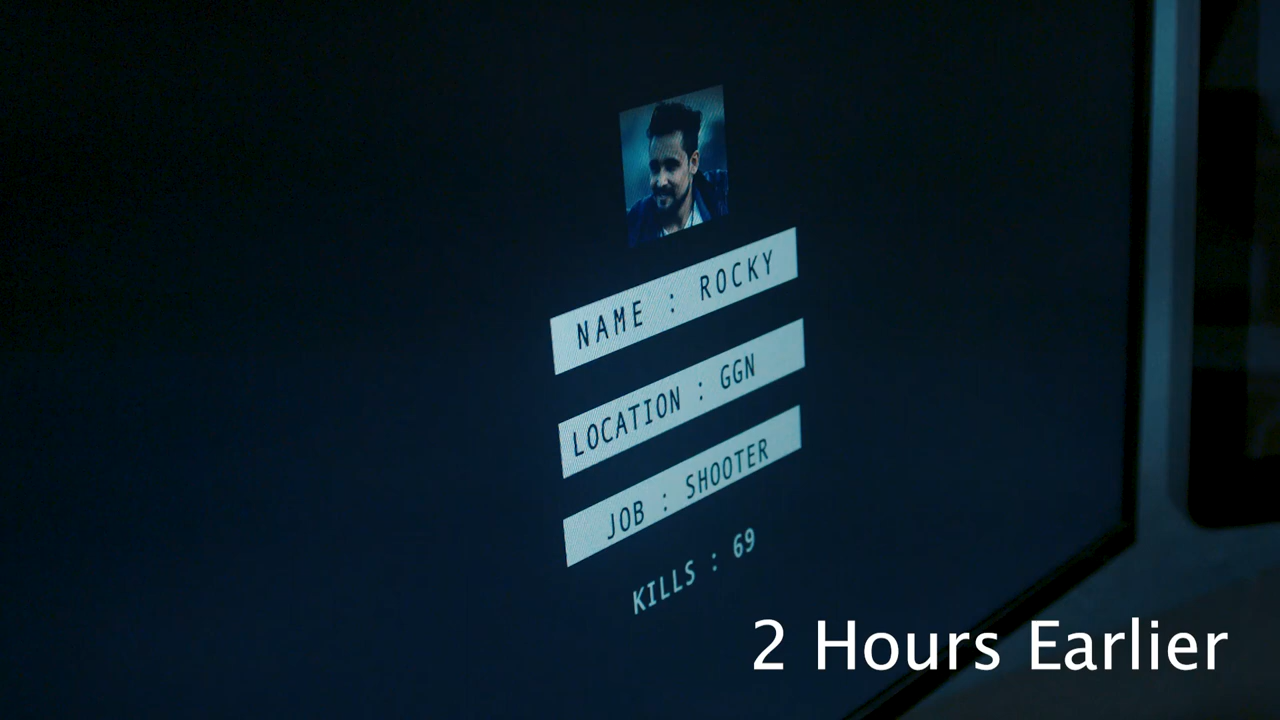 NAME : ROCKY
LOCATION : GGN
JOB : SHOOTER
KILLS : 69
2 Hours Earlier